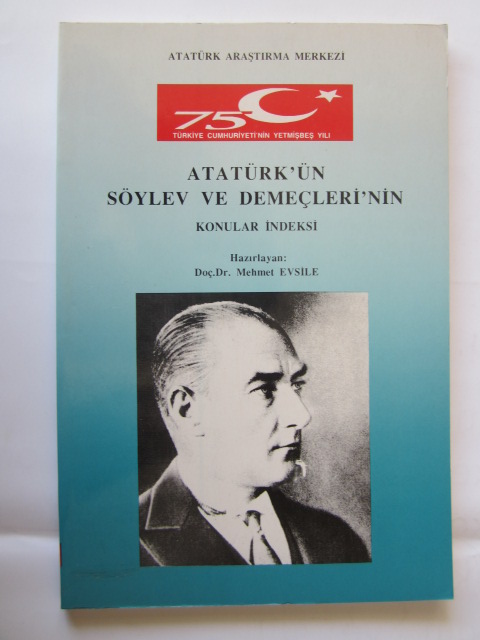 ATATÜRK ARAŞTIRMA MERKEZİ
75
TÜRKİYE CUMHURİYETİ'NİN YETMİŞBEŞ YILI
ATATÜRK'ÜN
SÖYLEV VE DEMEÇLERİ'NİN
KONULAR İNDEKSİ
Hazırlayan:
Doç.Dr. Mehmet EVSİLE